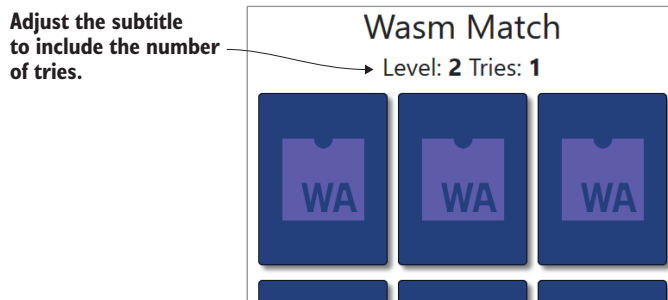 Adjust the subtitle
to include the number
of tries.
Wasm Match
Level: 2 Tries: 1
WA
WA
WA